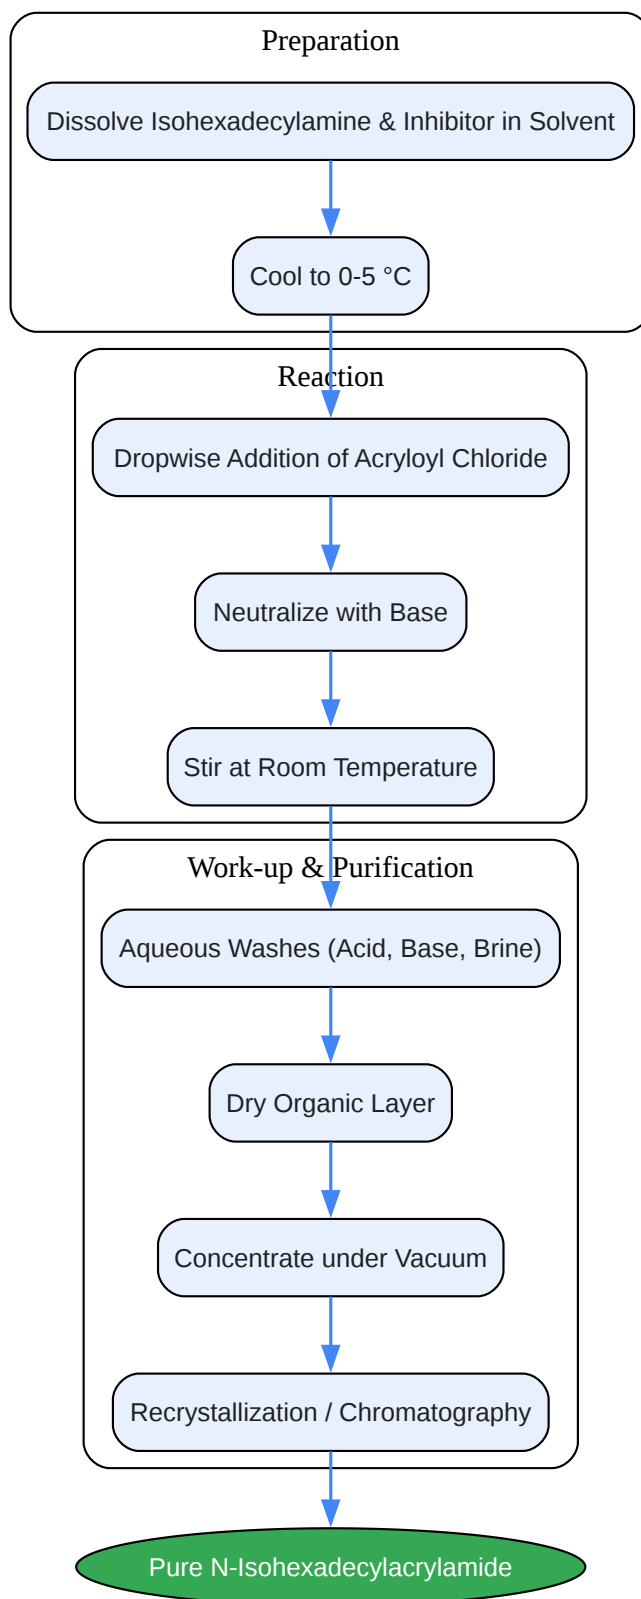 Preparation
Dissolve Isohexadecylamine & Inhibitor in Solvent
Cool to 0-5 °C
Reaction
Dropwise Addition of Acryloyl Chloride
Neutralize with Base
Stir at Room Temperature
Work-up & Purification
Aqueous Washes (Acid, Base, Brine)
Dry Organic Layer
Concentrate under Vacuum
Recrystallization / Chromatography
Pure N-Isohexadecylacrylamide